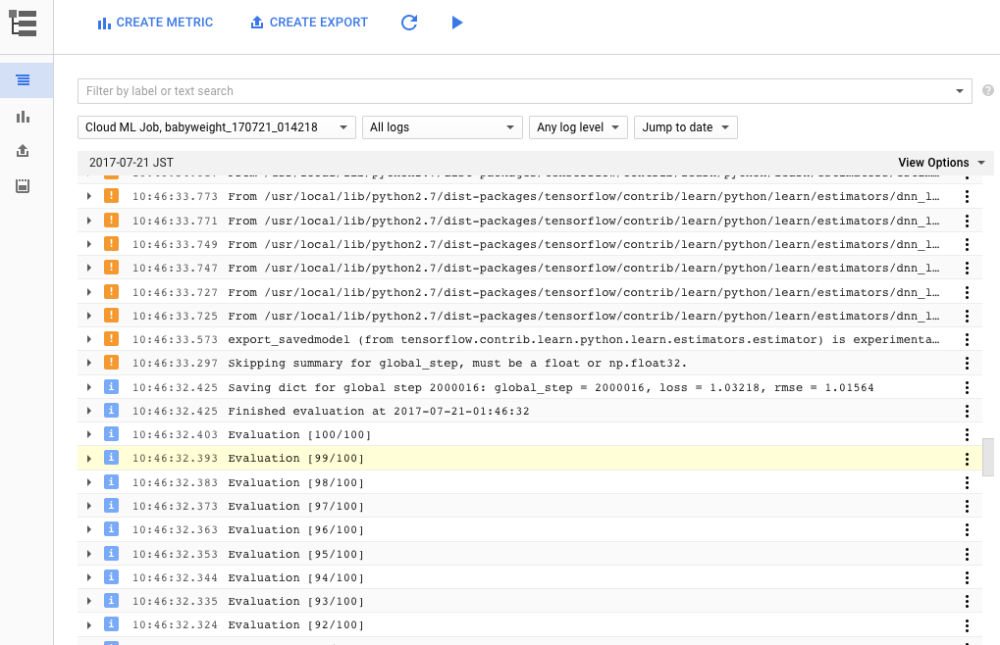 CREATE METRIC CREATE EXPORT
Filter by label or text search
Cloud ML Job, babyweight_170721_014218 All logs Any log level Jump to date
2017-07-21 JST View Options
10:46:33.773 From /usr/local/lib/python2.7/dist-packages/tensorflow/contrib/learn/python/learn/estimators/dnn_l…
10:46:33.771 From /usr/local/lib/python2.7/dist-packages/tensorflow/contrib/learn/python/learn/estimators/dnn_l…
10:46:33.749 From /usr/local/lib/python2.7/dist-packages/tensorflow/contrib/learn/python/learn/estimators/dnn_l…
10:46:33.747 From /usr/local/lib/python2.7/dist-packages/tensorflow/contrib/learn/python/learn/estimators/dnn_l…
10:46:33.727 From /usr/local/lib/python2.7/dist-packages/tensorflow/contrib/learn/python/learn/estimators/dnn_l…
10:46:33.725 From /usr/local/lib/python2.7/dist-packages/tensorflow/contrib/learn/python/learn/estimators/dnn_l…
10:46:33.573 export_savedmodel (from tensorflow.contrib.learn.python.learn.estimators.estimator) is experimenta…
10:46:33.297 Skipping summary for global_step, must be a float or np.float32.
10:46:32.425 Saving dict for global step 2000016: global_step = 2000016, loss = 1.03218, rmse = 1.01564
10:46:32.425 Finished evaluation at 2017-07-21-01:46:32
10:46:32.403 Evaluation [100/100]
10:46:32.393 Evaluation [99/100]
10:46:32.383 Evaluation [98/100]
10:46:32.373 Evaluation [97/100]
10:46:32.363 Evaluation [96/100]
10:46:32.353 Evaluation [95/100]
10:46:32.344 Evaluation [94/100]
10:46:32.335 Evaluation [93/100]
10:46:32.324 Evaluation [92/100]